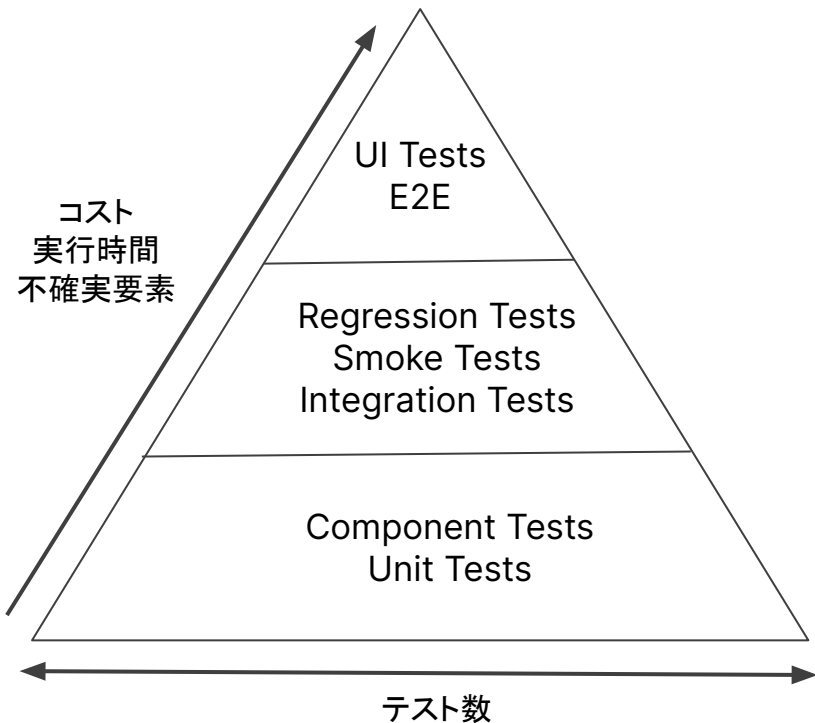 UI Tests
E2E
コスト
実行時間
不確実要素
Regression Tests
Smoke Tests
Integration Tests
Component Tests
Unit Tests
テスト数